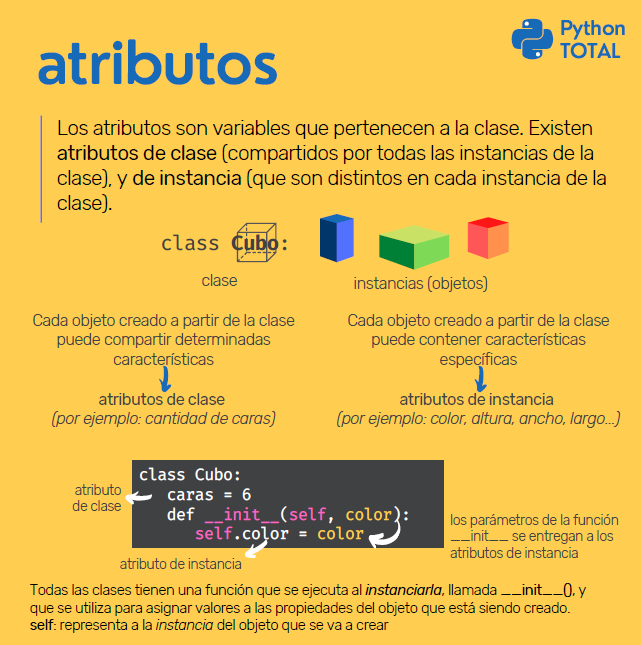 atributos
Python
TOTAL
Los atributos son variables que pertenecen a la clase. Existen
atributos de clase (compartidos por todas las instancias de la
clase), y de instancia (que son distintos en cada instancia de la
clase).
class Cubo:
clase
instancias (objetos)
Cada objeto creado a partir de la clase
puede compartir determinadas
características
atributos de clase
(por ejemplo: cantidad de caras)
Cada objeto creado a partir de la clase
puede contener características
específicas
atributos de instancia
(por ejemplo: color, altura, ancho, largo...)
atributo
de clase
class Cubo:
caras = 6
def __init__(self, color):
self.color = color
los parámetros de la función
__init__ se entregan a los
atributos de instancia
atributo de instancia
Todas las clases tienen una función que se ejecuta al instanciarla, llamada __init__(), y
que se utiliza para asignar valores a las propiedades del objeto que está siendo creado.
self: representa a la instancia del objeto que se va a crear